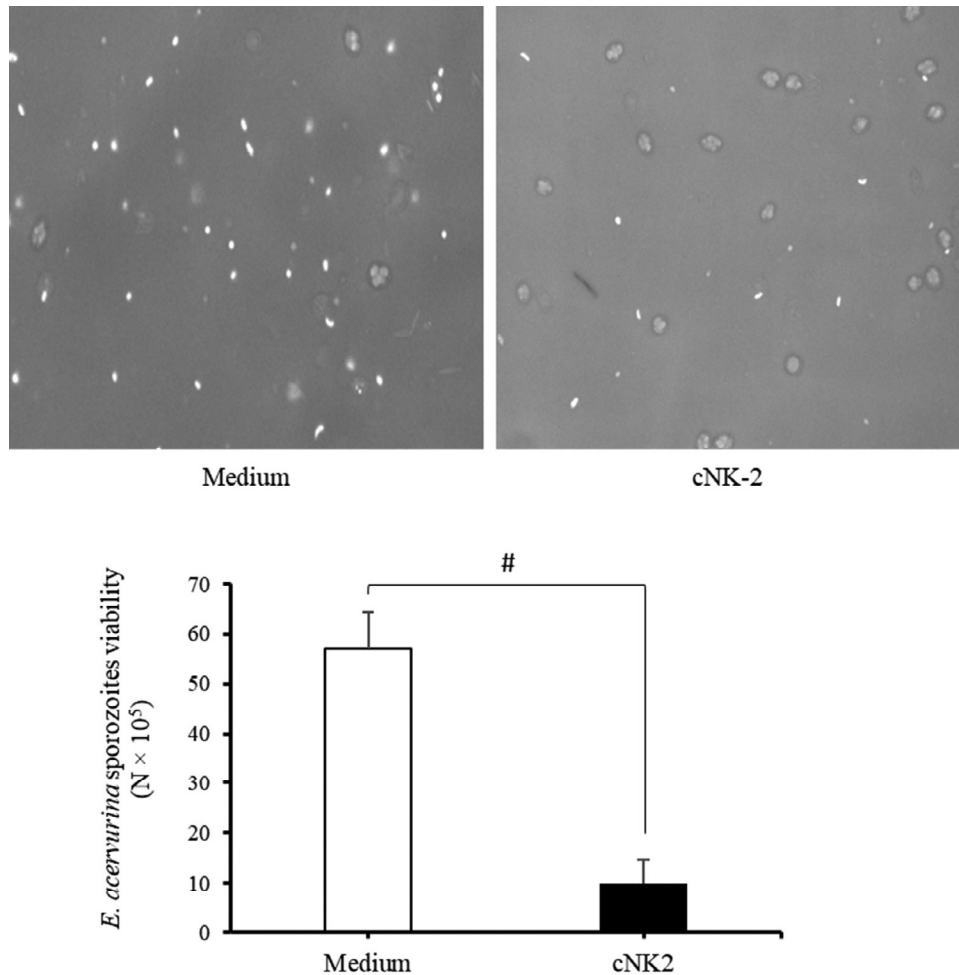 Medium
cNK-2
#
E. acervurina sporozoites viability
(N × 10⁵)
70
60
50
40
30
20
10
0
Medium
cNK2